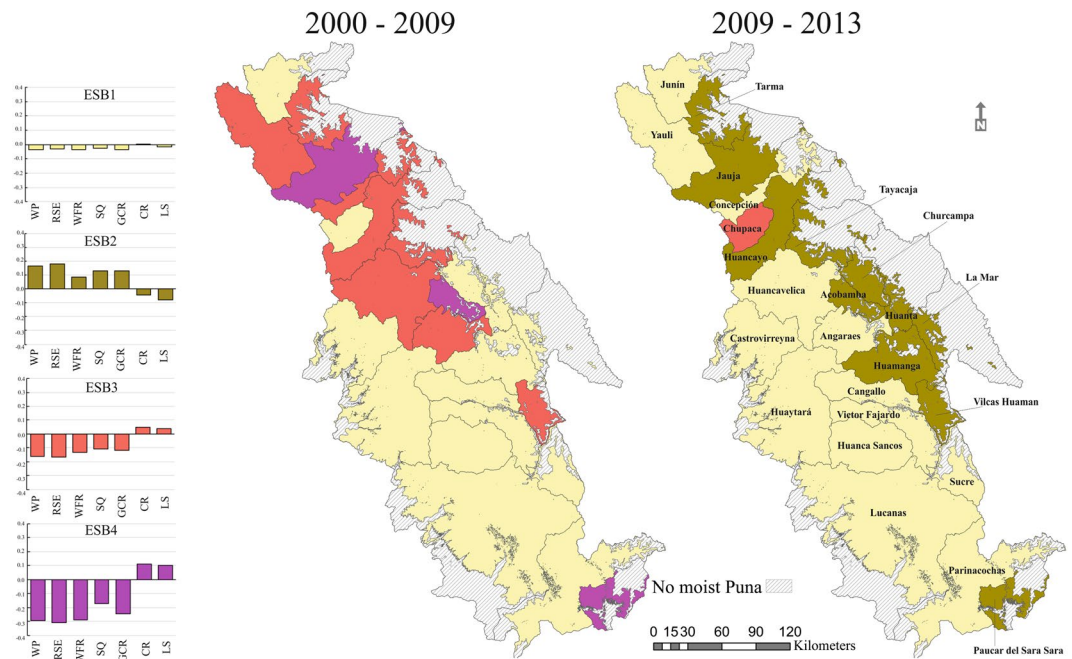 2000 - 2009
2009 - 2013
ESB1
0.4
0.3
0.2
0.1
0.0
-0.1
-0.2
-0.3
-0.4
WP RSE WFR SQ GCR CR LS
ESB2
0.4
0.3
0.2
0.1
0.0
-0.1
-0.2
-0.3
-0.4
WP RSE WFR SQ GCR CR LS
ESB3
0.4
0.3
0.2
0.1
0.0
-0.1
-0.2
-0.3
-0.4
WP RSE WFR SQ GCR CR LS
ESB4
0.4
0.3
0.2
0.1
0.0
-0.1
-0.2
-0.3
-0.4
WP RSE WFR SQ GCR CR LS
Junín
Tarma
N
Yauli
Jauja
Tayacaja
Concepción
Churcampa
Chupaca
Huancayo
La Mar
Huancavelica
Acobamba
Huanta
Castrovirreyna
Angaraes
Huamanga
Cangallo
Vilcas Huaman
Huaytará
Victor Fajardo
Huanca Sancos
Sucre
Lucanas
Parinacochas
No moist Puna
0 15 30 60 90 120
Kilometers
Paucar del Sara Sara